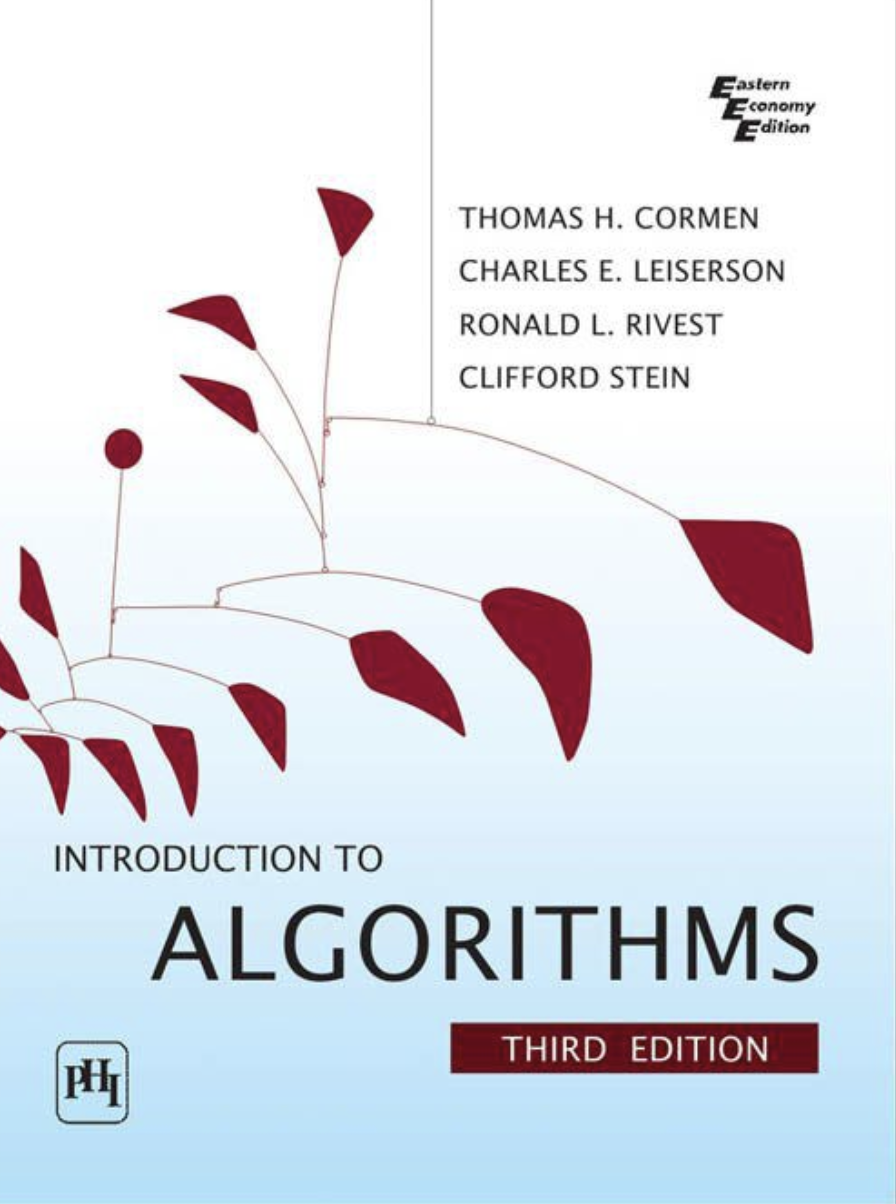 Eastern
Economy
Edition
THOMAS H. CORMEN
CHARLES E. LEISERSON
RONALD L. RIVEST
CLIFFORD STEIN
INTRODUCTION TO
ALGORITHMS
THIRD EDITION
PHI